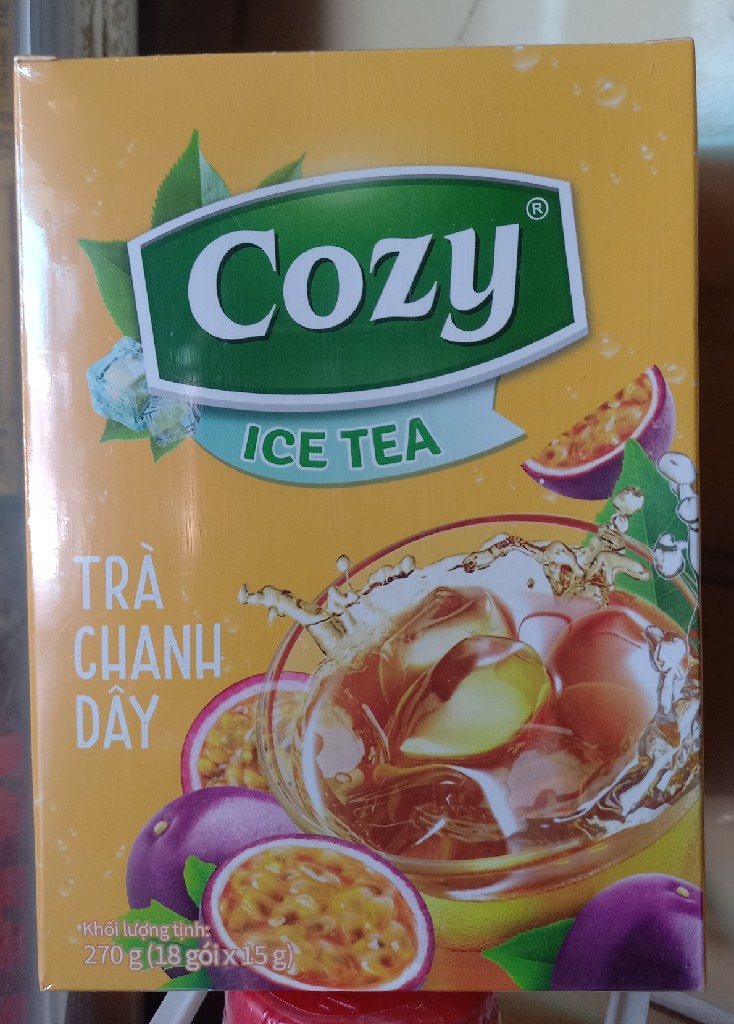 Cozy®
ICE TEA
TRÀ
CHANH
DÂY
Khối lượng tịnh:
270 g (18 gói x 15 g)